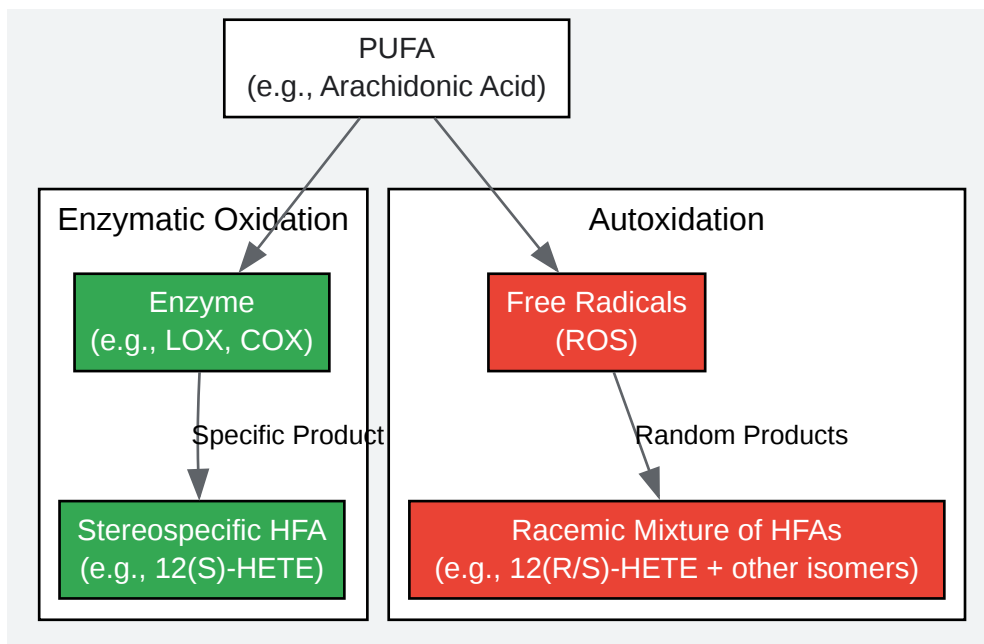 PUFA
(e.g., Arachidonic Acid)
Enzymatic Oxidation
Autoxidation
Enzyme
(e.g., LOX, COX)
Free Radicals
(ROS)
Specific Product
Random Products
Stereospecific HFA
(e.g., 12(S)-HETE)
Racemic Mixture of HFAs
(e.g., 12(R/S)-HETE + other isomers)